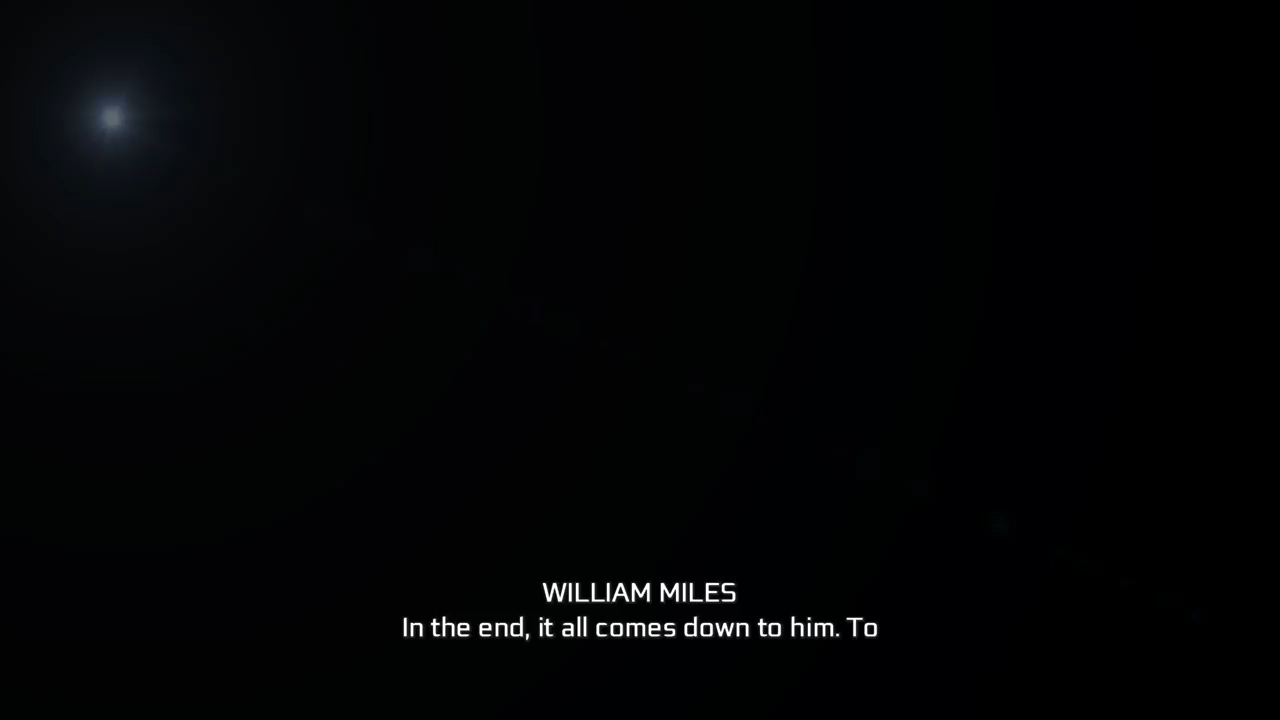 WILLIAM MILES
In the end, it all comes down to him. To